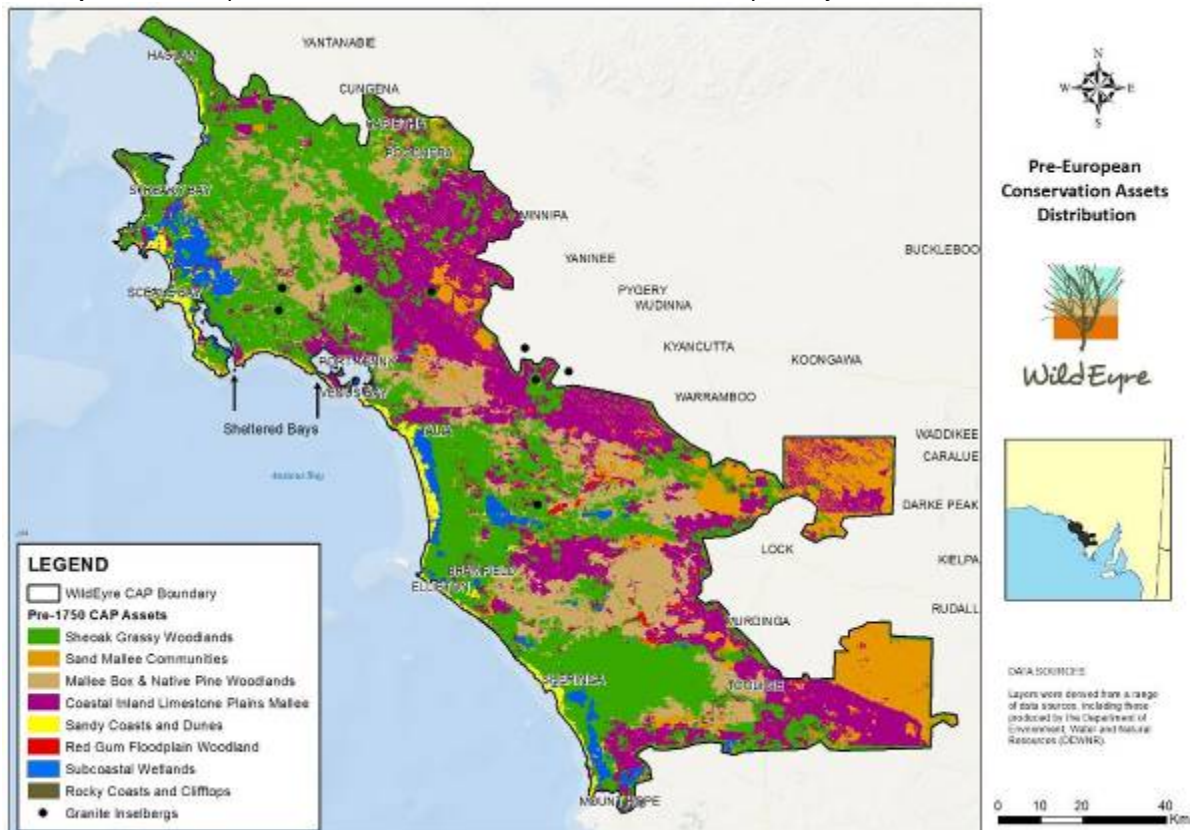 HASLAM
YANTANABIE
CUNGENA
POOCHERA
STREAKY BAY
MINNIPA
YANINEE
BUCKLEBOO
PYGERY
WUDINNA
SCEALE BAY
KYANCUTTA
KOONGAWA
PORT KENNY
WARRAMBOO
VENUS BAY
Sheltered Bays
TALIA
WADDIKEE
CARALUE
DARKE PEAK
LOCK
KIELPA
BRAMFIELD
ELLISTON
RUDALL
MURDINGA
SHERINGA
TOOLIGIE
MOUNT HOPE
LEGEND
WildEyre CAP Boundary
Pre-1750 CAP Assets
Sheoak Grassy Woodlands
Sand Mallee Communities
Mallee Box & Native Pine Woodlands
Coastal Inland Limestone Plains Mallee
Sandy Coasts and Dunes
Red Gum Floodplain Woodland
Subcoastal Wetlands
Rocky Coasts and Clifftops
Granite Inselbergs
N
W E
S
Pre-European
Conservation Assets
Distribution
WildEyre
DATA SOURCES:
Layers were derived from a range
of data sources, including those
produced by the Department of
Environment, Water and Natural
Resources (DEWNR).
0 10 20 40
Km